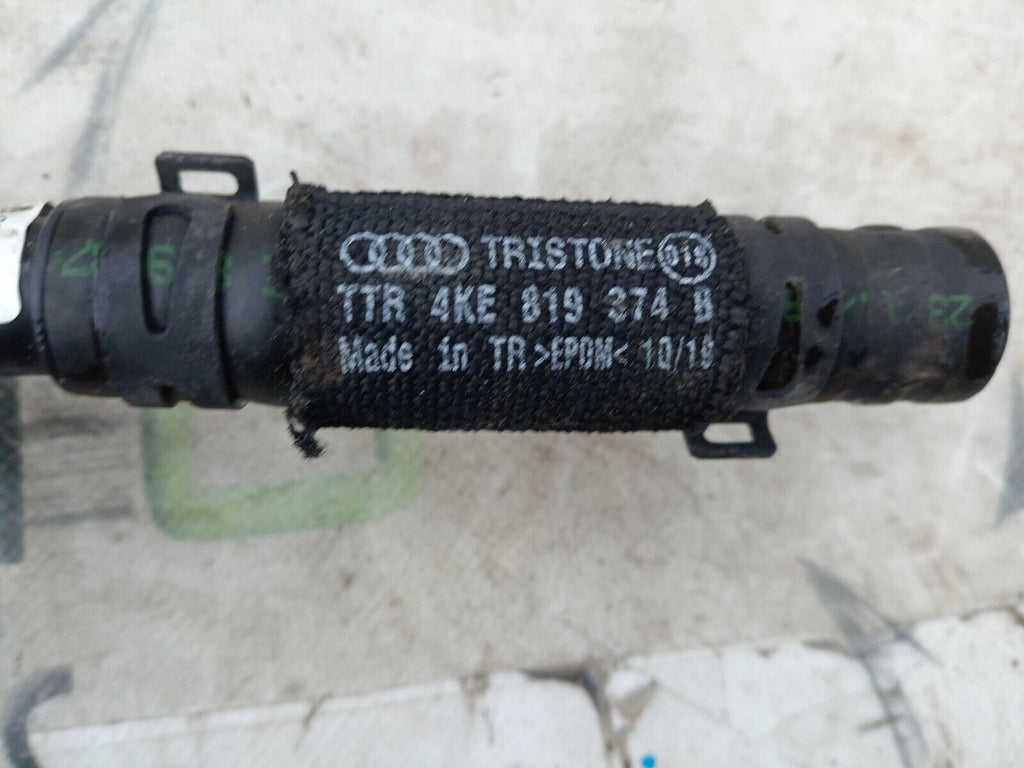 TRISTONE 015
TTR 4KE 819 374 B
Made in TR >EPDM< 10/19